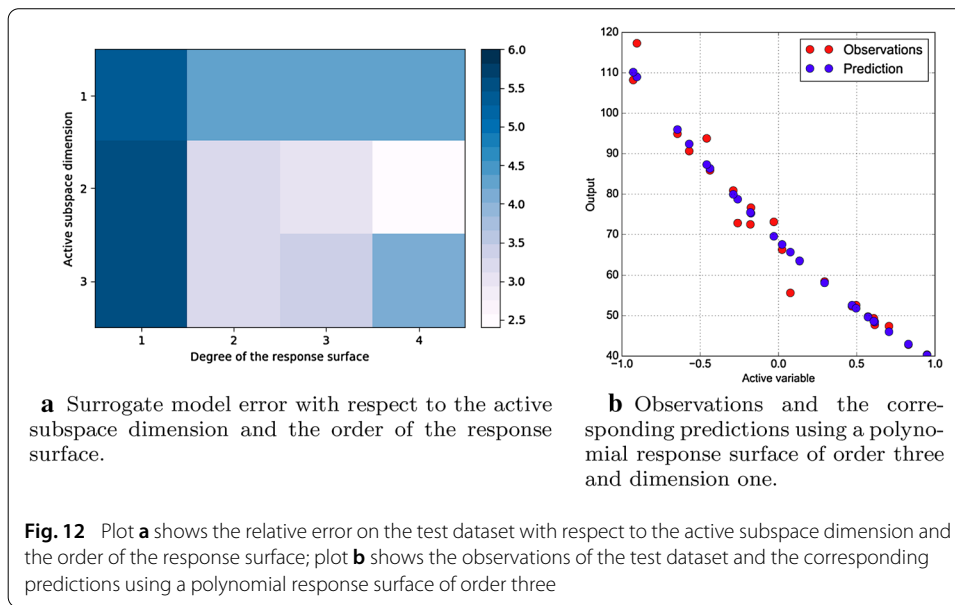 6.0
5.5
5.0
4.5
4.0
3.5
3.0
2.5
1
2
3
Active subspace dimension
1 2 3 4
Degree of the response surface
120
110
100
90
80
70
60
50
40
Output
Observations
Prediction
−1.0 −0.5 0.0 0.5 1.0
Active variable
a Surrogate model error with respect to the active
subspace dimension and the order of the response
surface.
b Observations and the corre-
sponding predictions using a polyno-
mial response surface of order three
and dimension one.
Fig. 12 Plot a shows the relative error on the test dataset with respect to the active subspace dimension and
the order of the response surface; plot b shows the observations of the test dataset and the corresponding
predictions using a polynomial response surface of order three